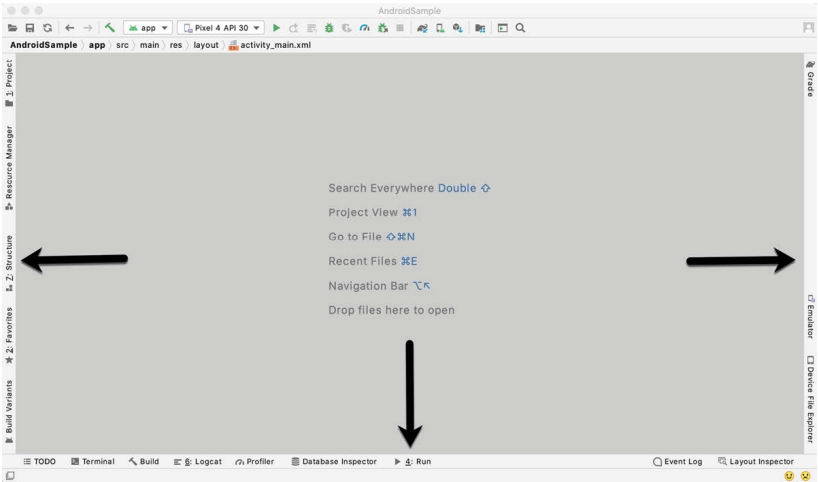 AndroidSample
app
Pixel 4 API 30
AndroidSample app src main res layout activity_main.xml
1: Project
Resource Manager
Z: Structure
2: Favorites
Build Variants
Search Everywhere Double ⇧
Project View ⌘1
Go to File ⇧⌘N
Recent Files ⌘E
Navigation Bar ⌥↖
Drop files here to open
Grade
Emulator
Device File Explorer
TODO Terminal Build 6: Logcat Profiler Database Inspector 4: Run Event Log Layout Inspector